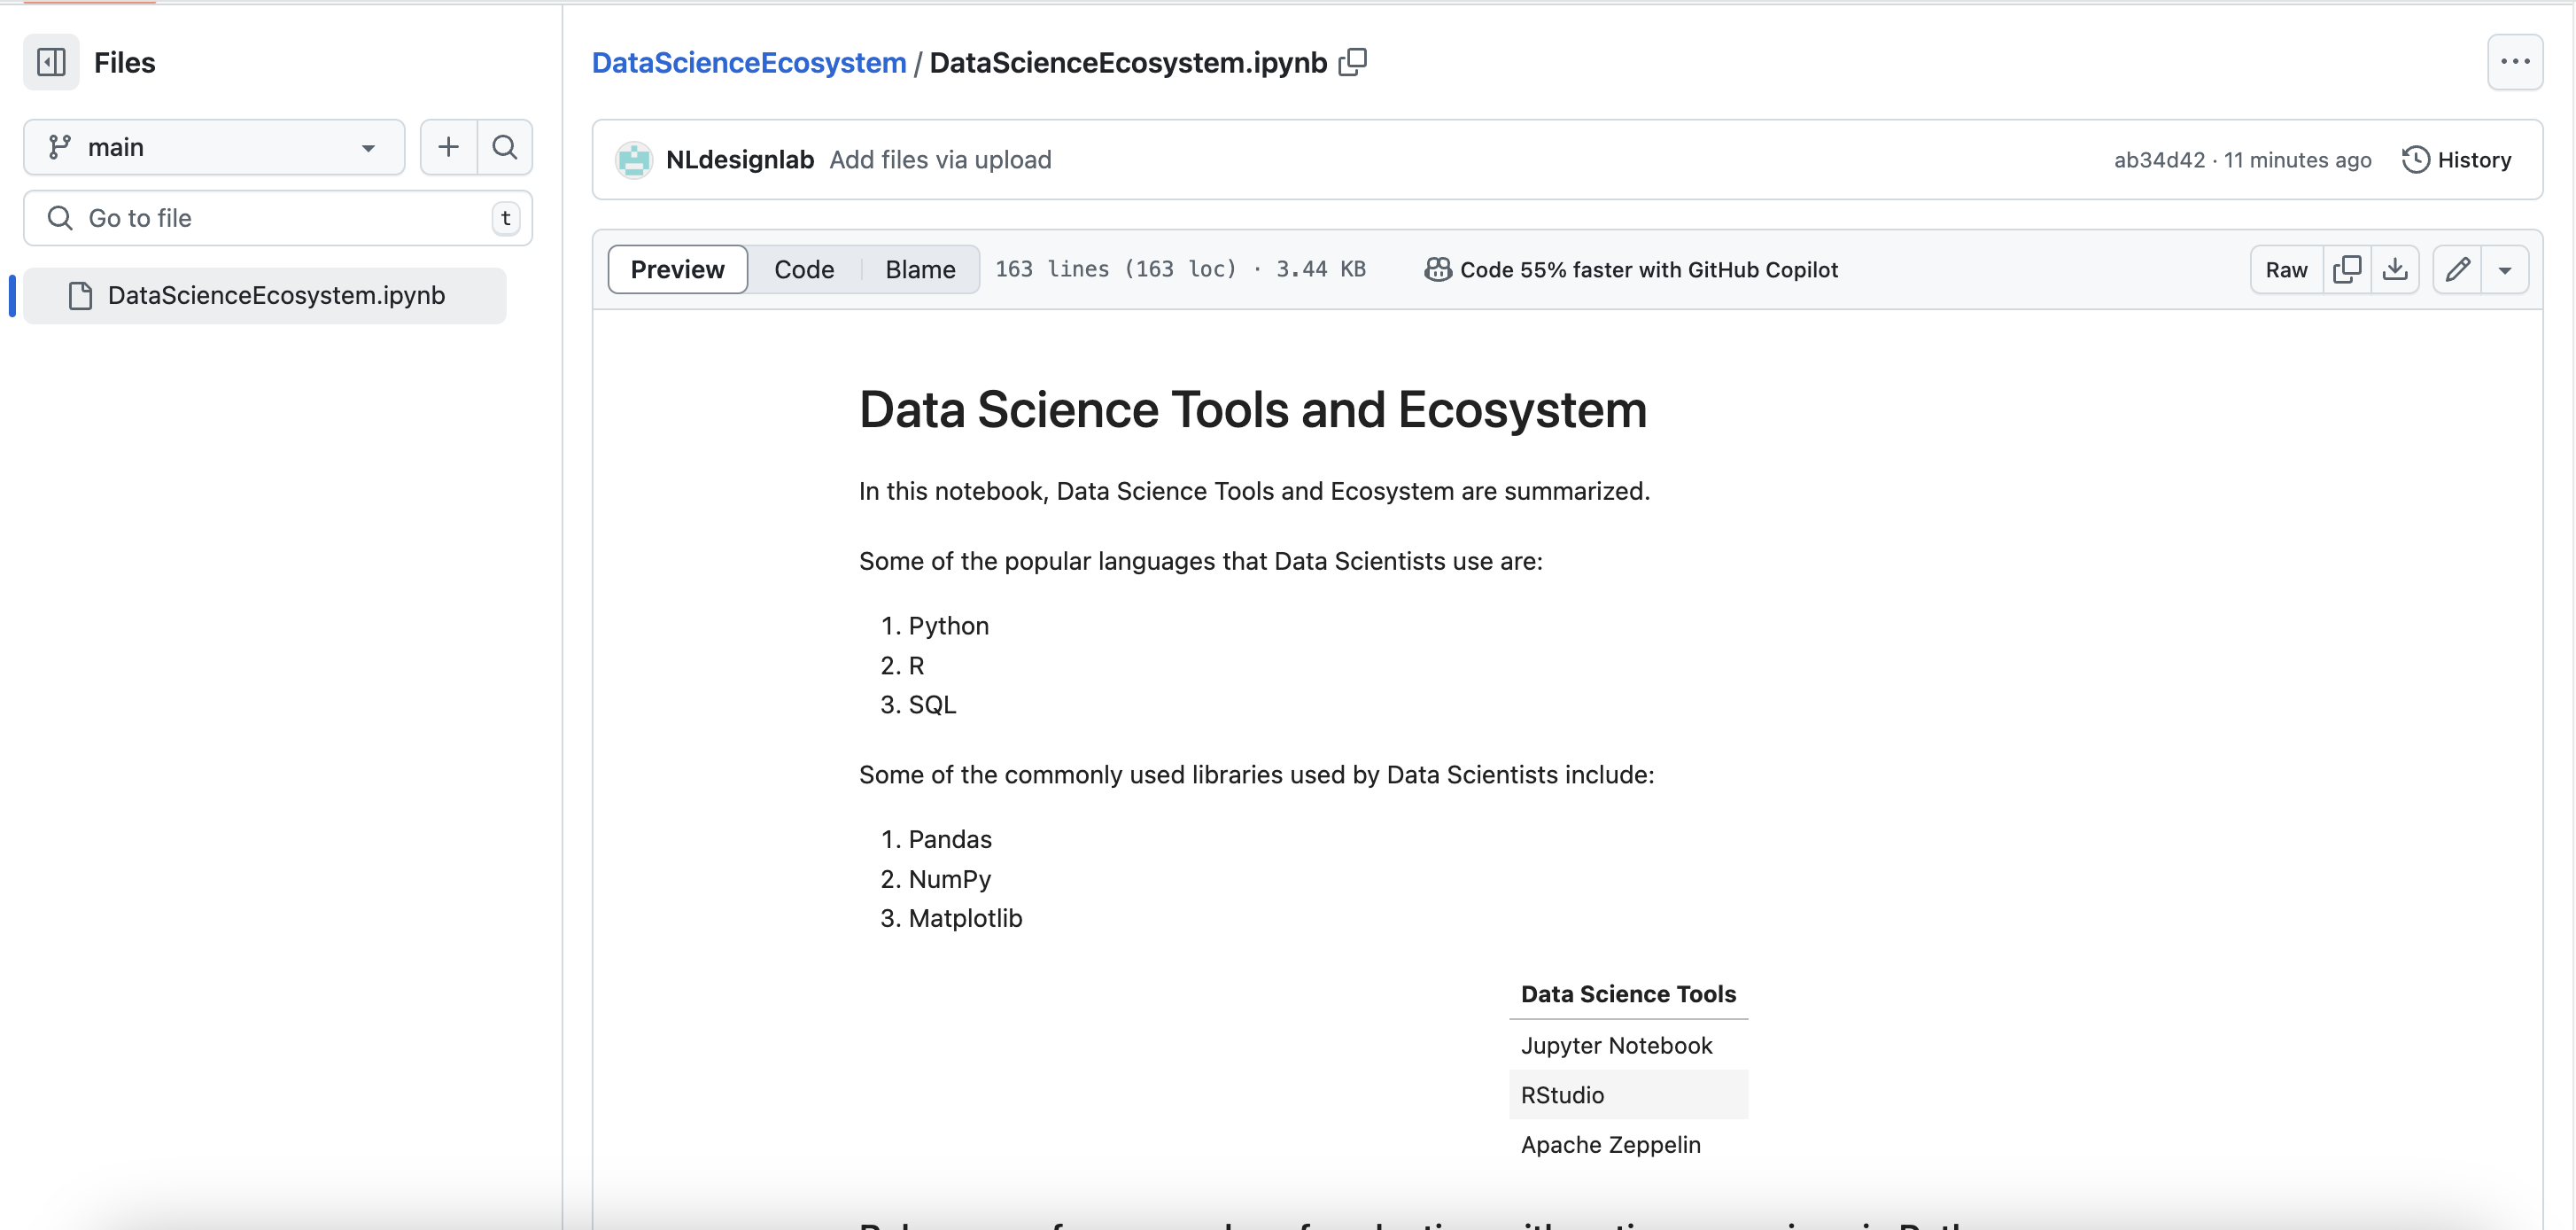 Files
main
Go to file
t
DataScienceEcosystem.ipynb
DataScienceEcosystem / DataScienceEcosystem.ipynb
NLdesignlab Add files via upload
ab34d42 · 11 minutes ago
History
Preview Code Blame
163 lines (163 loc) · 3.44 KB
Code 55% faster with GitHub Copilot
Raw
Data Science Tools and Ecosystem
In this notebook, Data Science Tools and Ecosystem are summarized.
Some of the popular languages that Data Scientists use are:
1. Python
2. R
3. SQL
Some of the commonly used libraries used by Data Scientists include:
1. Pandas
2. NumPy
3. Matplotlib
Data Science Tools
Jupyter Notebook
RStudio
Apache Zeppelin